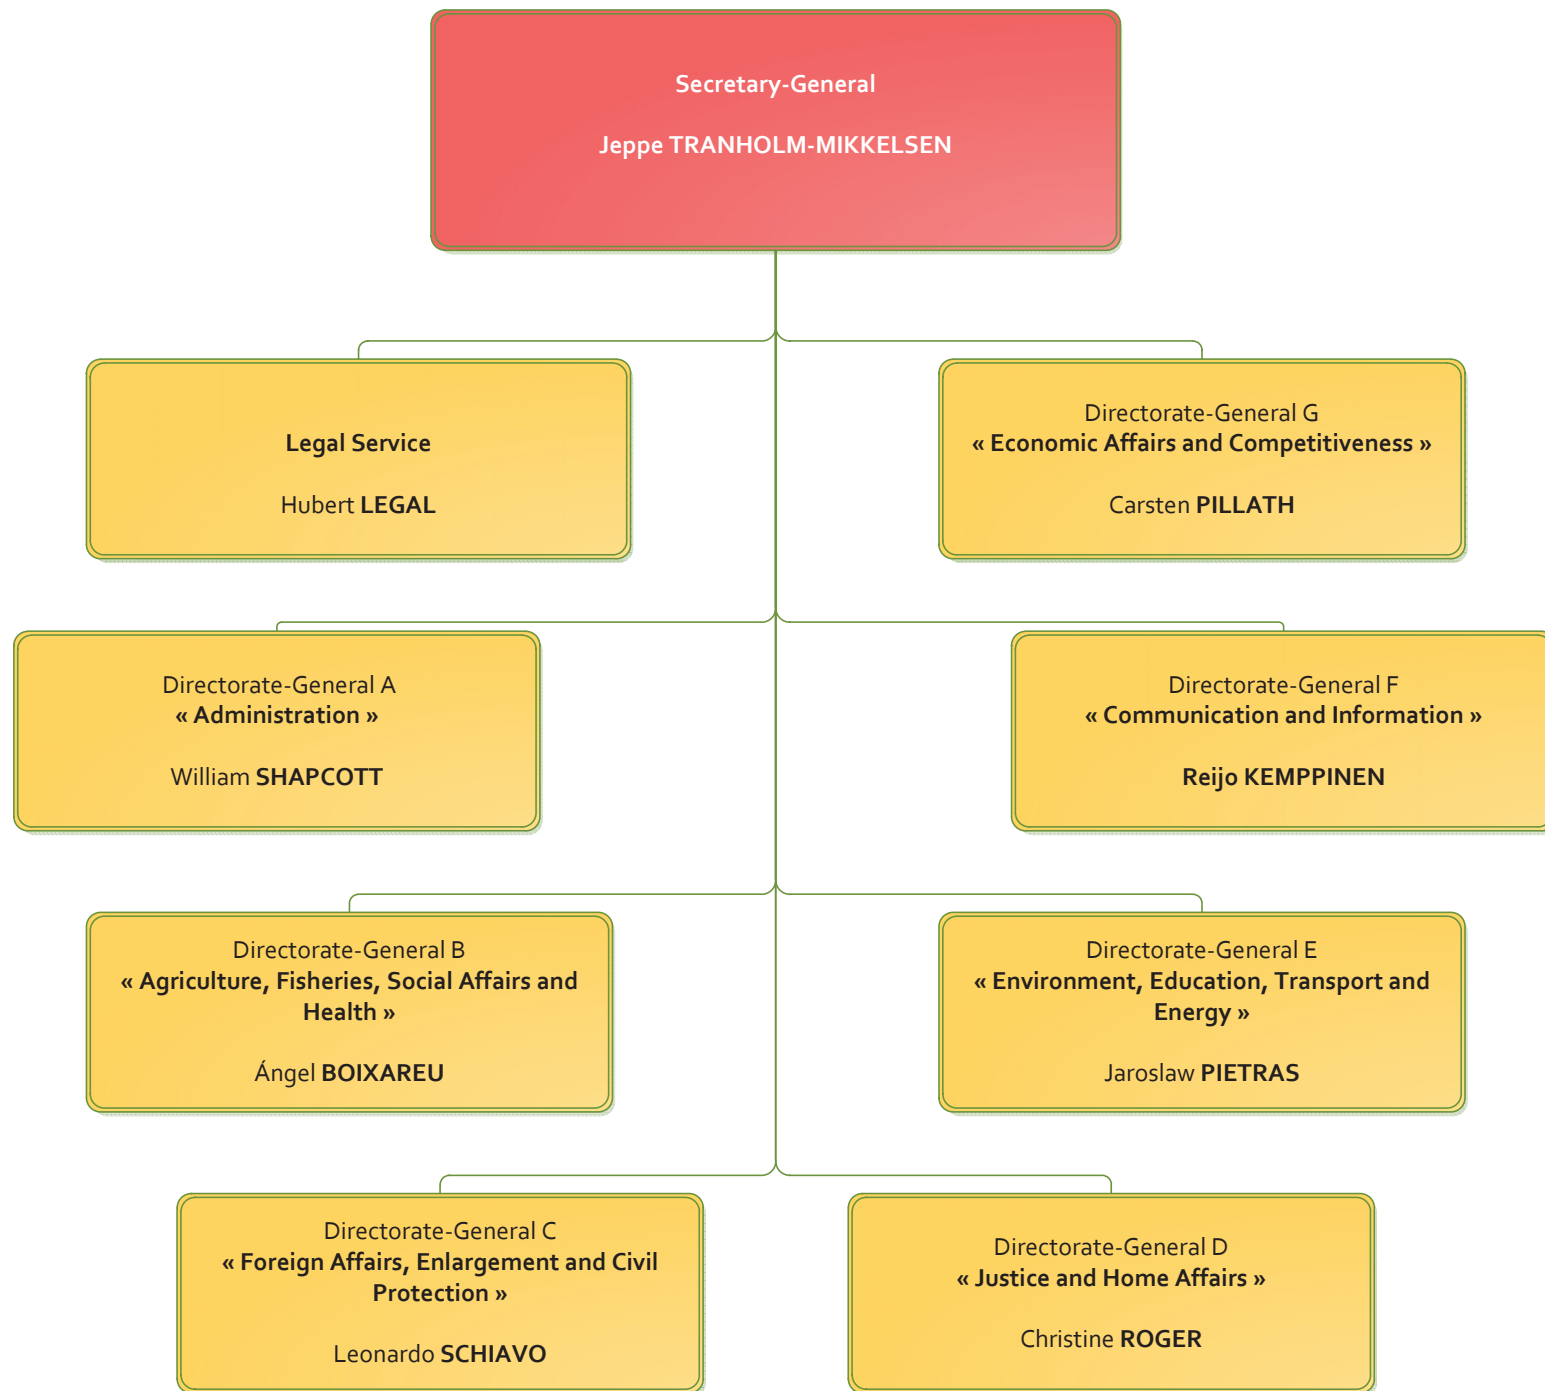 Secretary-General
Jeppe TRANHOLM-MIKKELSEN
Legal Service
Hubert LEGAL
Directorate-General G
« Economic Affairs and Competitiveness »
Carsten PILLATH
Directorate-General A
« Administration »
William SHAPCOTT
Directorate-General F
« Communication and Information »
Reijo KEMPPINEN
Directorate-General B
« Agriculture, Fisheries, Social Affairs and
Health »
Ángel BOIXAREU
Directorate-General E
« Environment, Education, Transport and
Energy »
Jaroslaw PIETRAS
Directorate-General C
« Foreign Affairs, Enlargement and Civil
Protection »
Leonardo SCHIAVO
Directorate-General D
« Justice and Home Affairs »
Christine ROGER